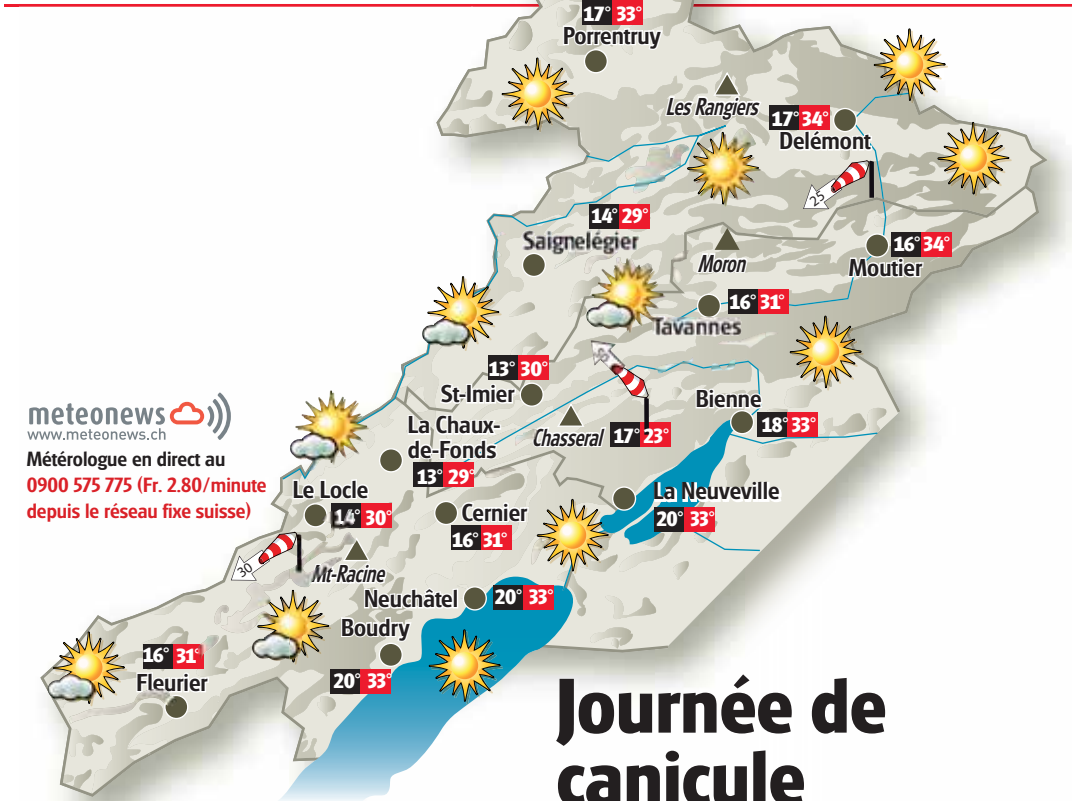 17° 33°
Porrentruy
Les Rangiers
17° 34°
Delémont
25
14° 29°
Saignelégier
Moron
16° 34°
Moutier
16° 31°
Tavannes
13° 30°
St-Imier
Bienne
18° 33°
La Chaux-
de-Fonds
13° 29°
Chasseral
17° 23°
meteonews
www.meteonews.ch
Métérologue en direct au
0900 575 775 (Fr. 2.80/minute
depuis le réseau fixe suisse)
Le Locle
14° 30°
Cernier
16° 31°
La Neuveville
20° 33°
30
Mt-Racine
Neuchâtel
20° 33°
Boudry
20° 33°
16° 31°
Fleurier
Journée de
canicule